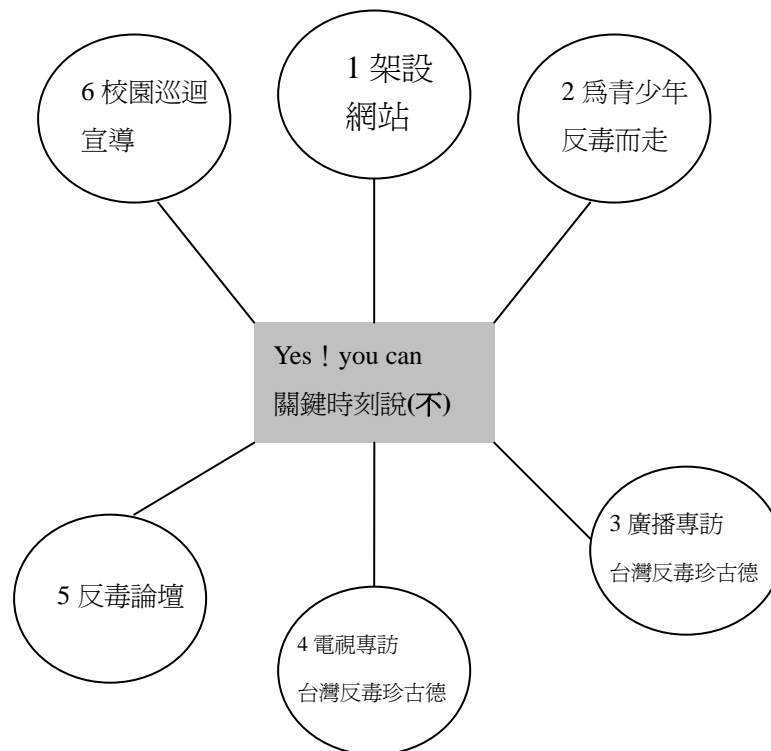 1 架設
網站
2 爲青少年
反毒而走
6 校園巡迴
宣導
Yes！you can
關鍵時刻說(不)
3 廣播專訪
台灣反毒珍古德
4 電視專訪
台灣反毒珍古德
5 反毒論壇